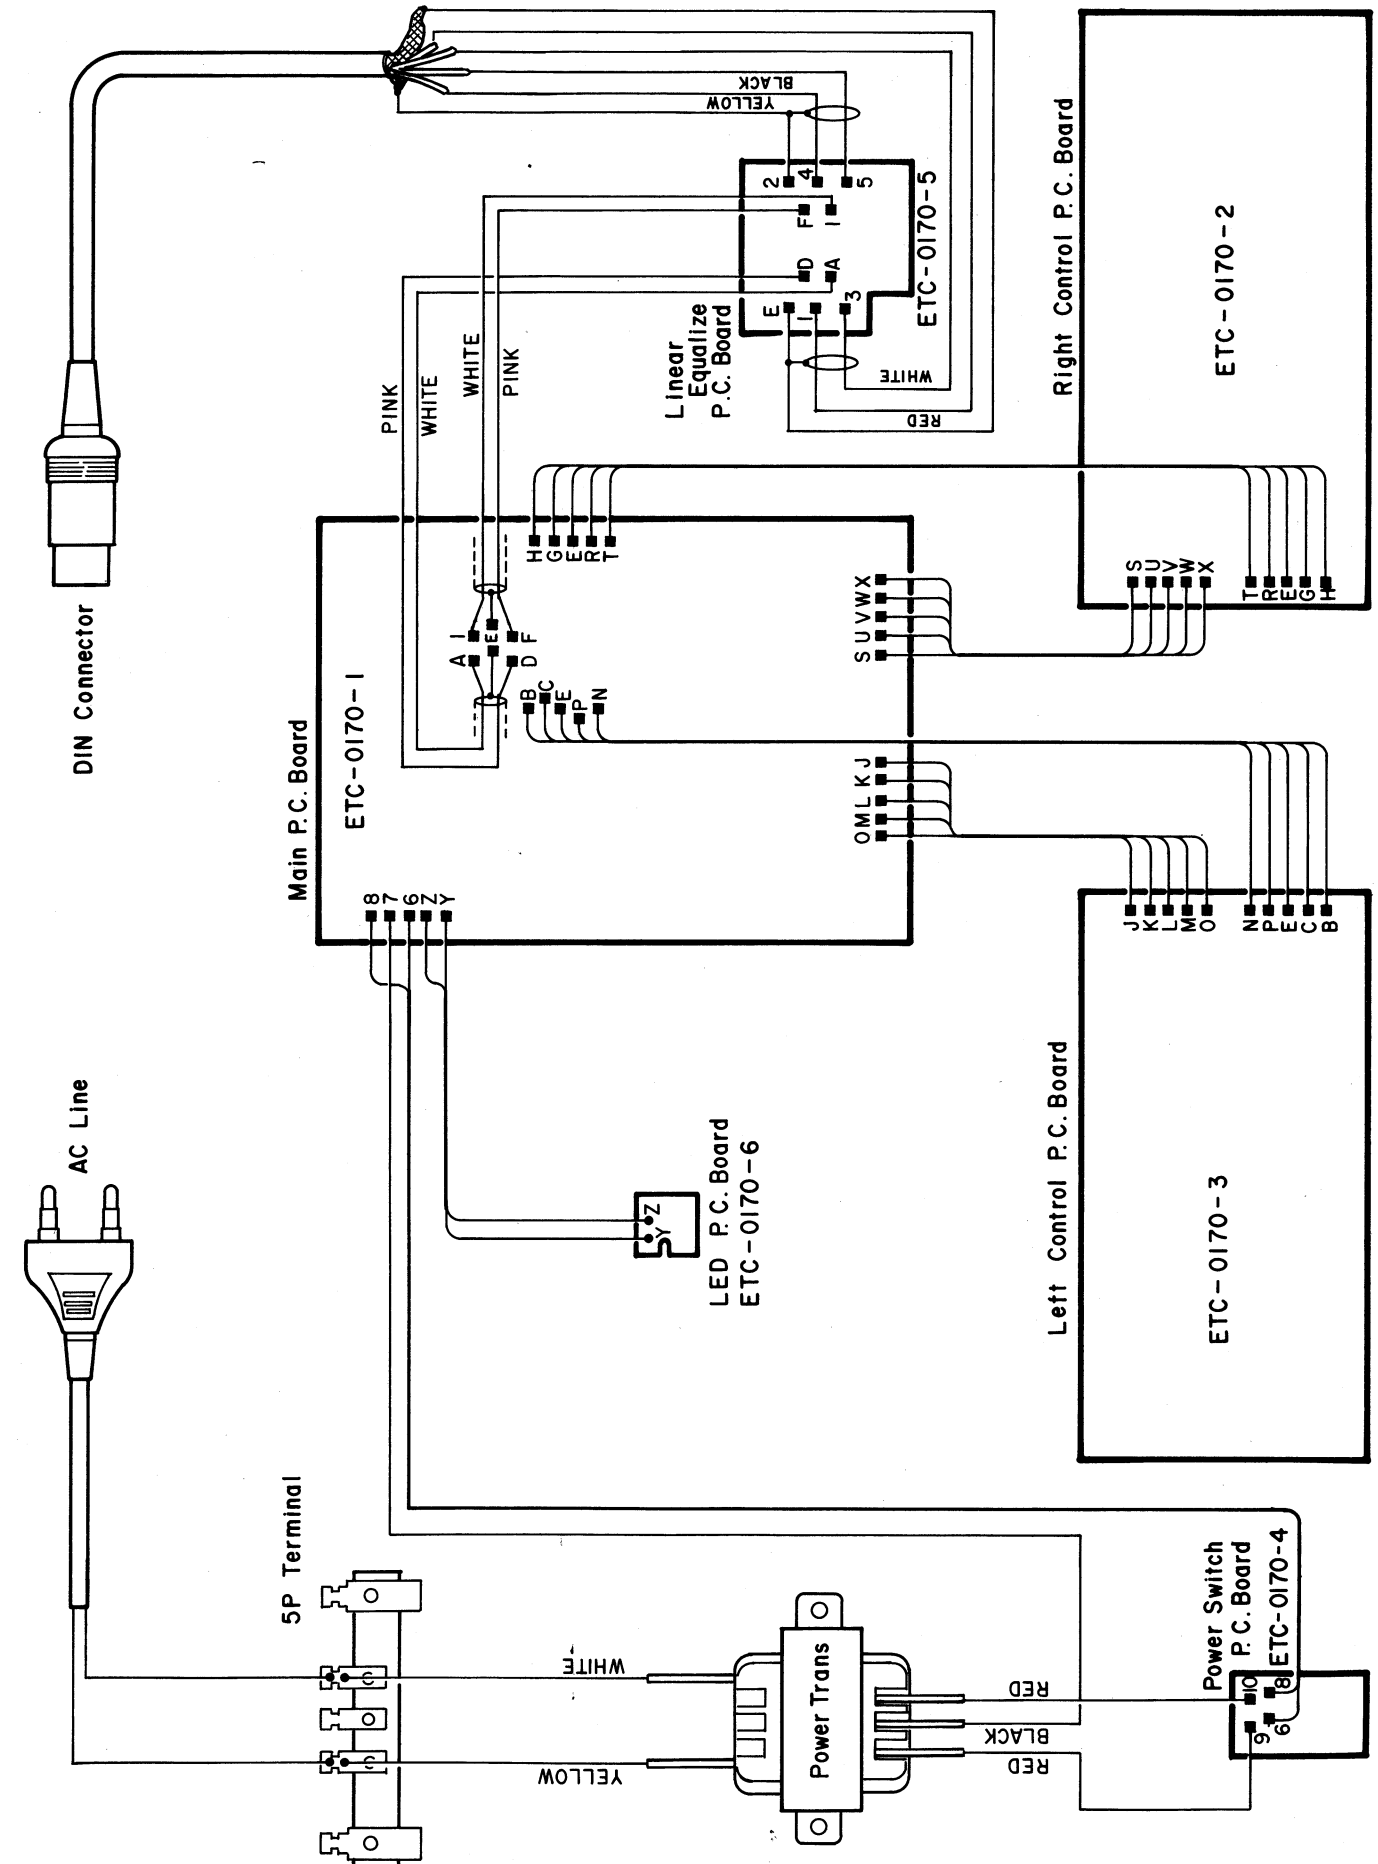 DIN Connector
AC Line
BLACK
YELLOW
2
4
5
F
I
D
A
E
I
3
ETC-0170-5
Linear
Equalize
P.C. Board
WHITE
RED
PINK
WHITE
WHITE
PINK
Right Control P.C. Board
ETC-0170-2
S
U
V
W
X
T
R
E
G
H
Main P.C. Board
ETC-0170-1
H
G
E
R
T
A
I
E
D
F
B
C
E
P
N
S U V W X
O M L K J
8
7
6
Z
Y
Left Control P.C. Board
ETC-0170-3
J
K
L
M
O
N
P
E
C
B
Y
Z
LED P.C. Board
ETC-0170-6
5P Terminal
WHITE
YELLOW
Power Trans
RED
BLACK
RED
Power Switch
P.C. Board
ETC-0170-4
10
8
9
6